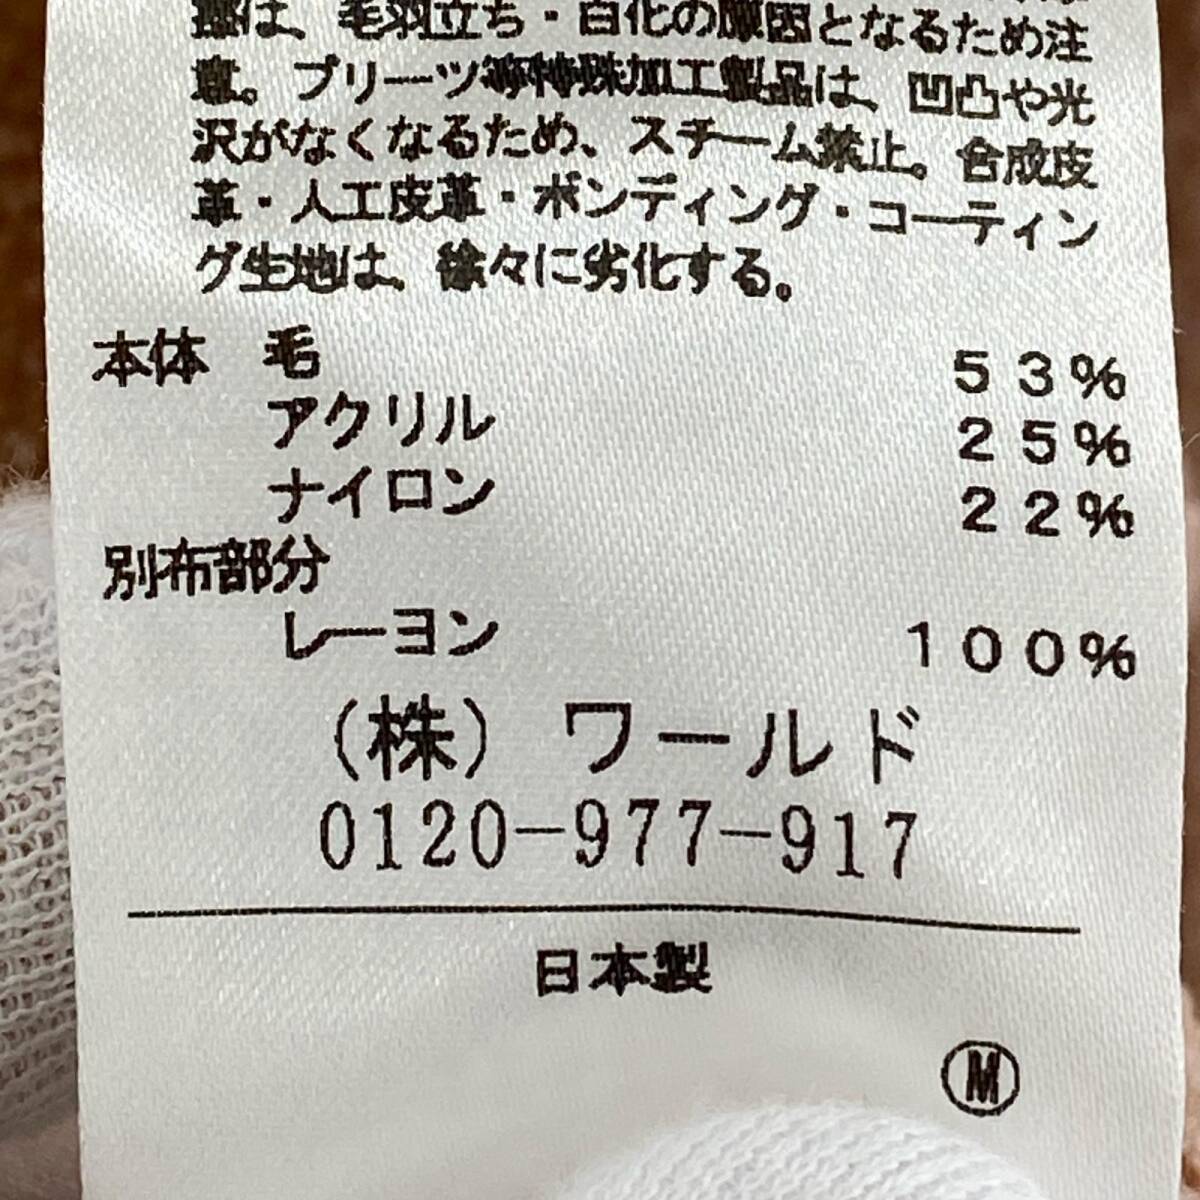 は、毛羽立ち・白化の原因となるため注
意。プリーツ等特殊加工製品は、凹凸や光
沢がなくなるため、スチーム禁止。合成皮
革・人工皮革・ボンディング・コーティン
グ生地は、徐々に劣化する。
本体　毛　53%
アクリル　25%
ナイロン　22%
別布部分
レーヨン　100%
（株）ワールド
0120-977-917
日本製
Ⓜ